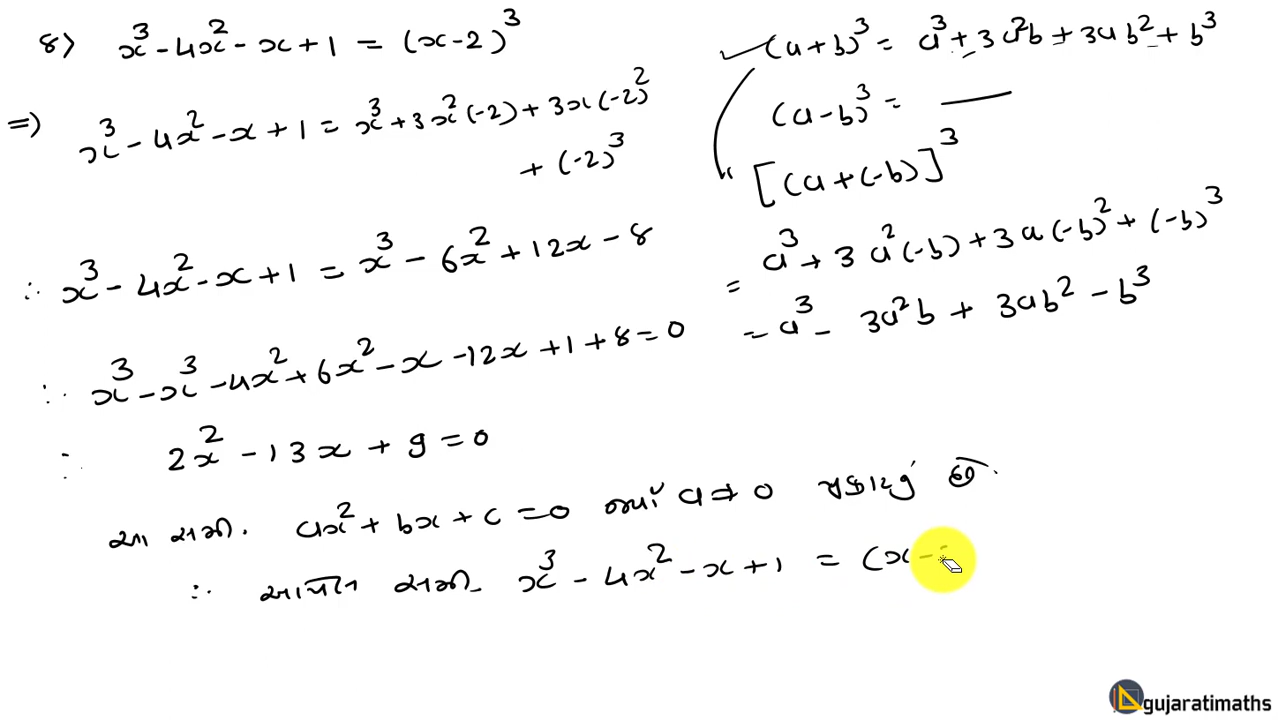 8) x³ - 4x² - x + 1 = (x-2)³
=) x³ - 4x² - x + 1 = x³ + 3x²(-2) + 3x(-2)²
+ (-2)³
∴ x³ - 4x² - x + 1 = x³ - 6x² + 12x - 8
∴ x³ - x³ - 4x² + 6x² - x - 12x + 1 + 8 = 0
∴ 2x² - 13x + 9 = 0
આ સમી. ax² + bx + c = 0 જ્યાં a ≠ 0 પ્રકારનું છે.
∴ આપેલ સમી. x³ - 4x² - x + 1 = (x-
(a+b)³ = a³ + 3a²b + 3ab² + b³
(a-b)³ =
[(a+(-b)]³
= a³ + 3a²(-b) + 3a(-b)² + (-b)³
= a³ - 3a²b + 3ab² - b³
gujaratimaths